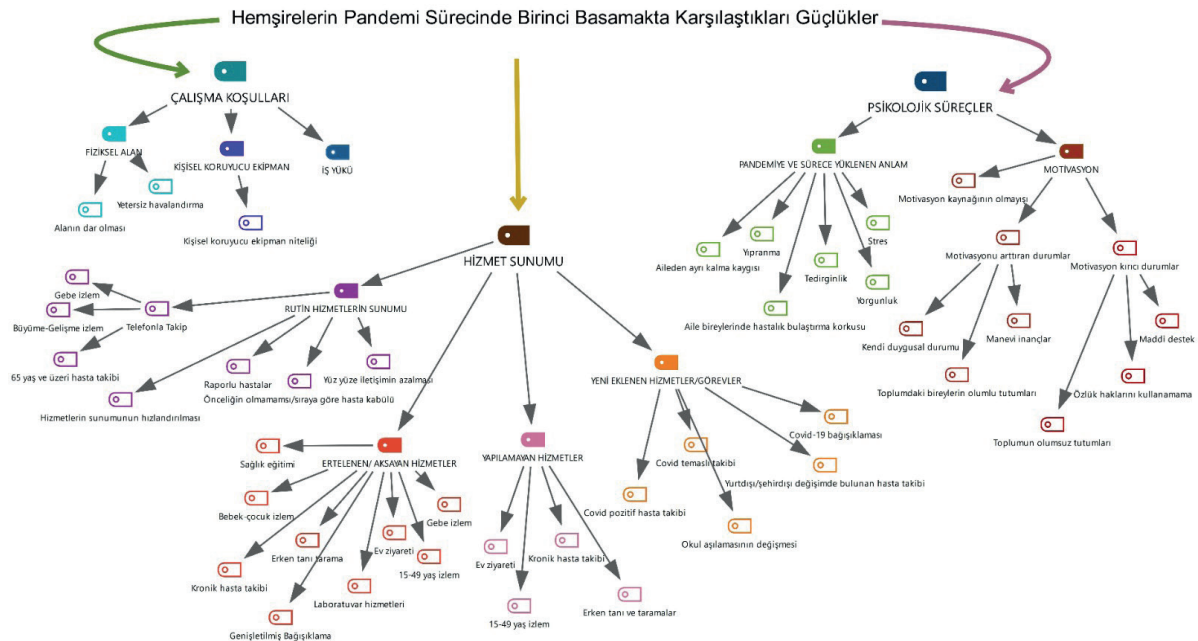 Hemşirelerin Pandemi Sürecinde Birinci Basamakta Karşılaştıkları Güçlükler
ÇALIŞMA KOŞULLARI
FİZİKSEL ALAN
KİŞİSEL KORUYUCU EKİPMAN
İŞ YÜKÜ
Yetersiz havalandırma
Alanın dar olması
Kişisel koruyucu ekipman niteliği
HİZMET SUNUMU
RUTİN HİZMETLERİN SUNUMU
Gebe izlem
Büyüme-Gelişme izlem
Telefonla Takip
65 yaş ve üzeri hasta takibi
Hizmetlerin sunumunun hızlandırılması
Raporlu hastalar
Önceliğin olmamamsı/sıraya göre hasta kabülü
Yüz yüze iletişimin azalması
ERTELENEN/ AKSAYAN HİZMETLER
Sağlık eğitimi
Bebek-çocuk izlem
Erken tanı tarama
Kronik hasta takibi
Genişletilmiş Bağışıklama
Laboratuvar hizmetleri
Ev ziyareti
15-49 yaş izlem
Gebe izlem
YAPILAMAYAN HİZMETLER
Ev ziyareti
Kronik hasta takibi
15-49 yaş izlem
Erken tanı ve taramalar
YENİ EKLENEN HİZMETLER/GÖREVLER
Covid-19 bağışıklaması
Covid temaslı takibi
Yurtdışı/şehirdışı değişimde bulunan hasta takibi
Covid pozitif hasta takibi
Okul aşılamasının değişmesi
PSİKOLOJİK SÜREÇLER
PANDEMİYE VE SÜRECE YÜKLENEN ANLAM
Aileden ayrı kalma kaygısı
Yıpranma
Stres
Tedirginlik
Yorgunluk
Aile bireylerinde hastalık bulaştırma korkusu
MOTİVASYON
Motivasyon kaynağının olmayışı
Motivasyonu arttıran durumlar
Motivasyon kırıcı durumlar
Kendi duygusal durumu
Manevi inançlar
Toplumdaki bireylerin olumlu tutumları
Maddi destek
Özlük haklarını kullanamama
Toplumun olumsuz tutumları